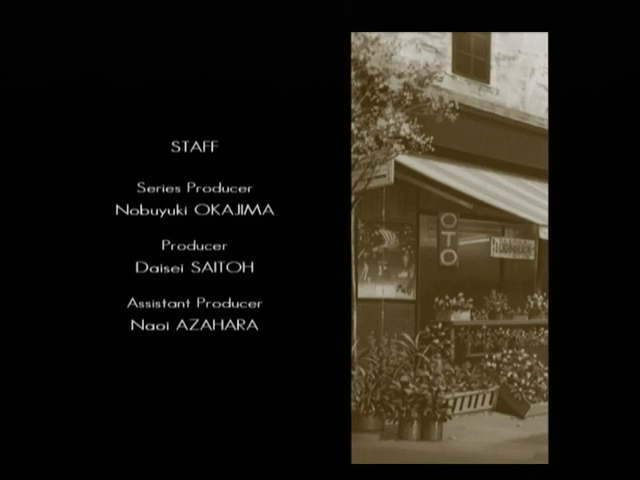 STAFF
Series Producer
Nobuyuki OKAJIMA
Producer
Daisei SAITOH
Assistant Producer
Naoi AZAHARA
OTO